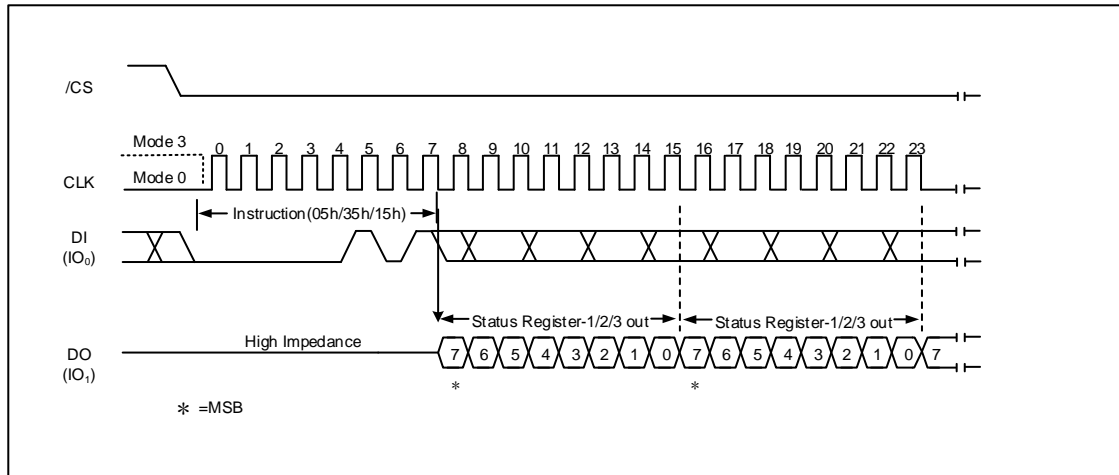 /CS
Mode 3
0 1 2 3 4 5 6 7 8 9 10 11 12 13 14 15 16 17 18 19 20 21 22 23
CLK
Mode 0
Instruction(05h/35h/15h)
DI
(IO₀)
Status Register-1/2/3 out Status Register-1/2/3 out
High Impedance
DO
(IO₁)
7 6 5 4 3 2 1 0 7 6 5 4 3 2 1 0 7
* *
* =MSB